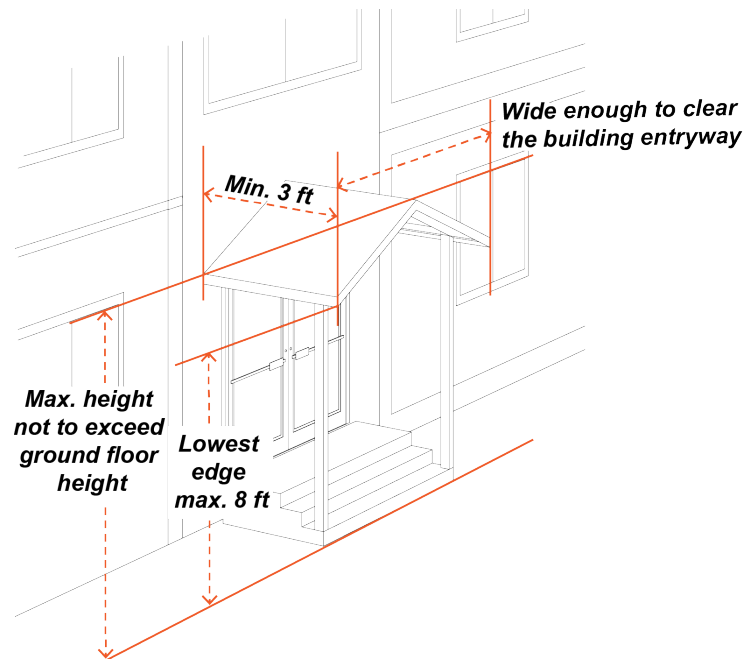 Wide enough to clear
the building entryway
Min. 3 ft
Max. height
not to exceed
ground floor
height
Lowest
edge
max. 8 ft